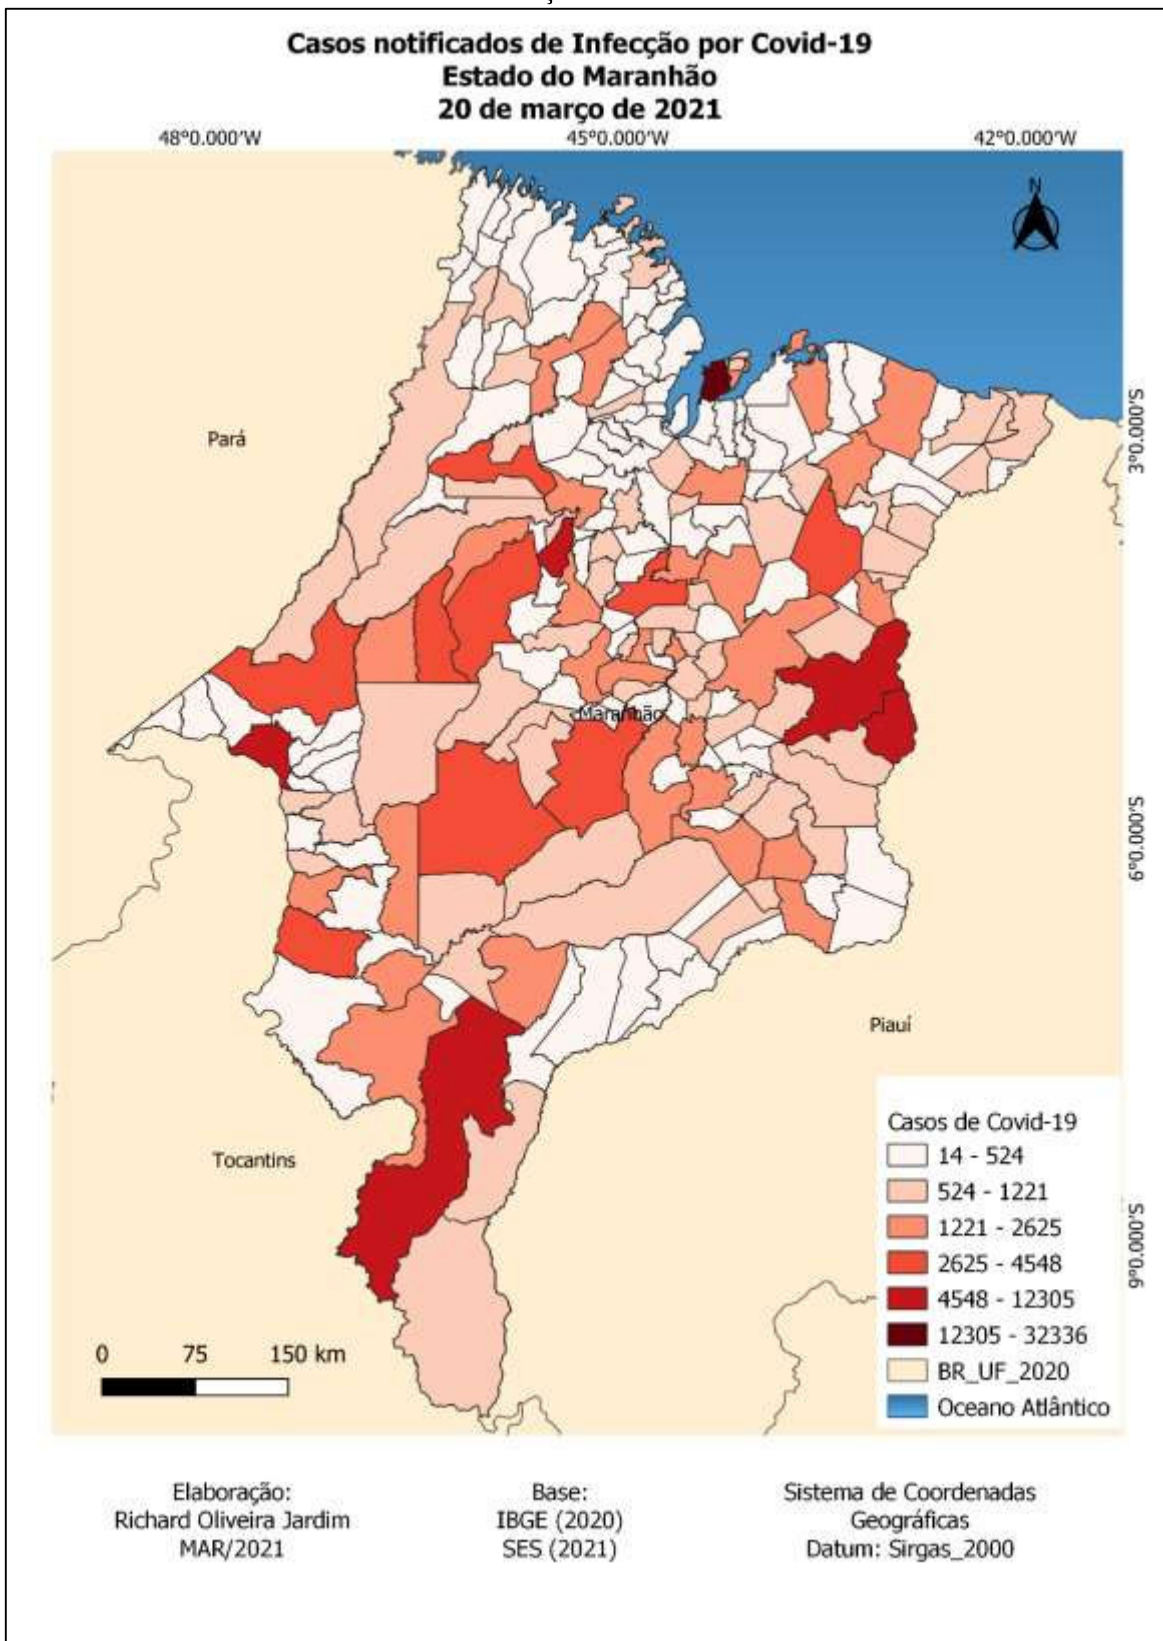 Casos notificados de Infecção por Covid-19
Estado do Maranhão
20 de março de 2021
48°0.000'W 45°0.000'W 42°0.000'W
N
3°0.000'S
Pará
Maranhão
6°0.000'S
Piauí
Tocantins
9°0.000'S
Casos de Covid-19
14 - 524
524 - 1221
1221 - 2625
2625 - 4548
4548 - 12305
12305 - 32336
BR_UF_2020
Oceano Atlântico
0 75 150 km
Elaboração:
Richard Oliveira Jardim
MAR/2021
Base:
IBGE (2020)
SES (2021)
Sistema de Coordenadas
Geográficas
Datum: Sirgas_2000